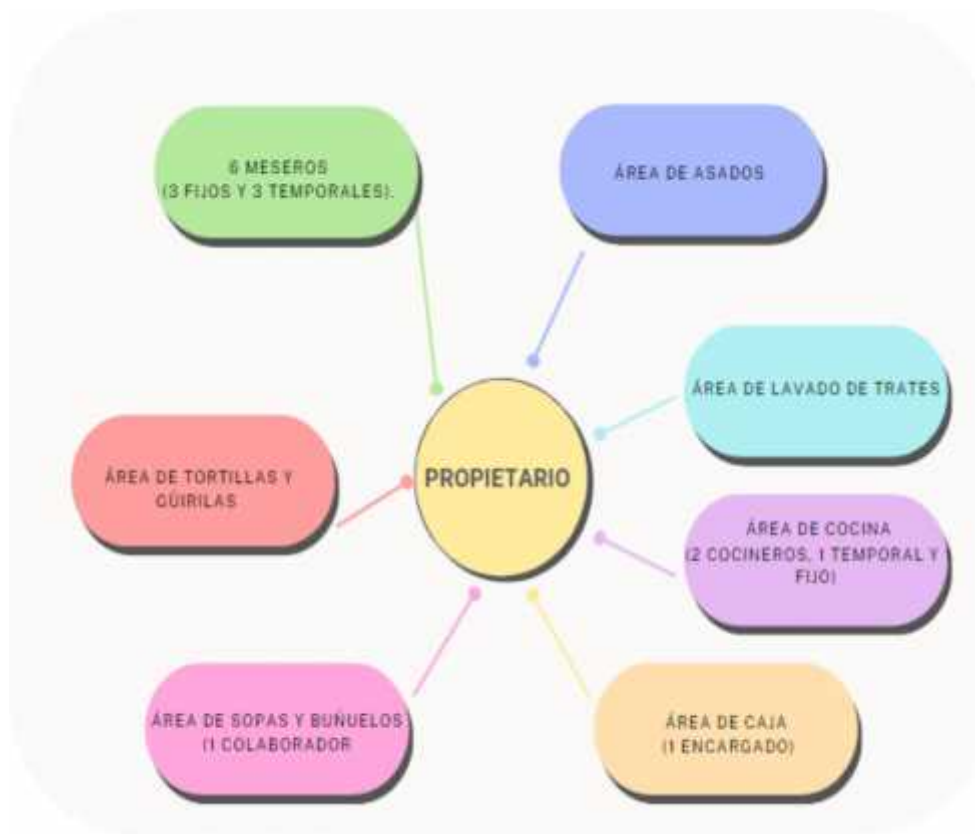 6 MESEROS
(3 FIJOS Y 3 TEMPORALES).
ÁREA DE ASADOS
ÁREA DE LAVADO DE TRATES
ÁREA DE TORTILLAS Y
GÜIRILAS
PROPIETARIO
ÁREA DE COCINA
(2 COCINEROS, 1 TEMPORAL Y
FIJO)
ÁREA DE SOPAS Y BUÑUELOS
(1 COLABORADOR
ÁREA DE CAJA
(1 ENCARGADO)